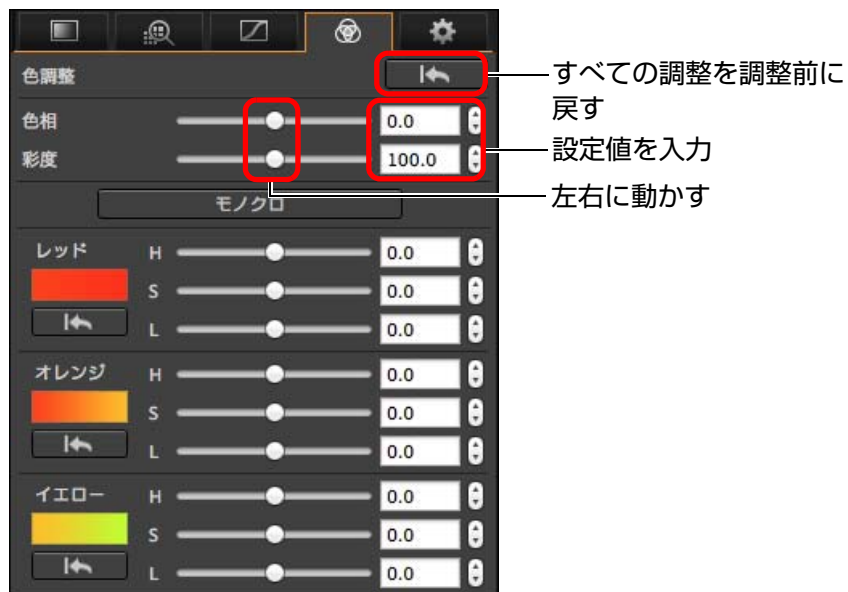 色調整
すべての調整を調整前に
戻す
色相 0.0
彩度 100.0
設定値を入力
左右に動かす
モノクロ
レッド H 0.0
S 0.0
L 0.0
オレンジ H 0.0
S 0.0
L 0.0
イエロー H 0.0
S 0.0
L 0.0